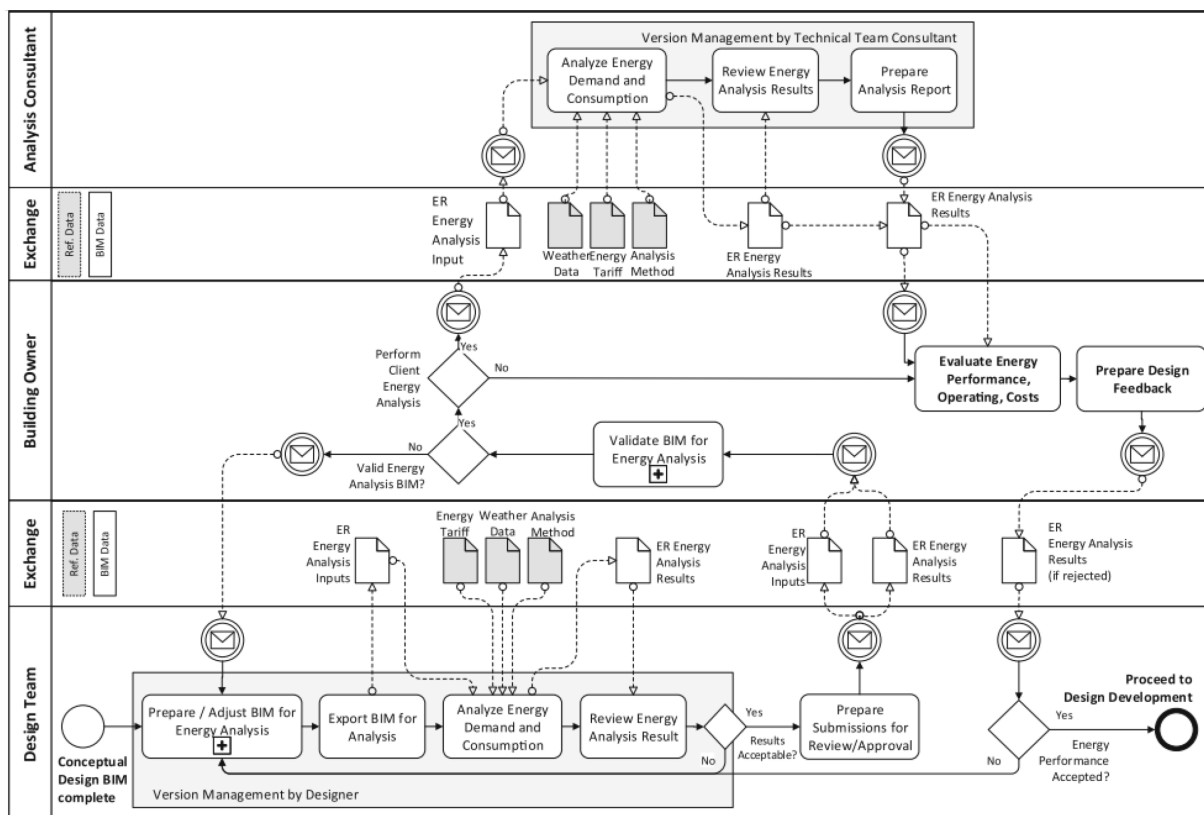 Analysis Consultant
Version Management by Technical Team Consultant
Analyze Energy
Demand and
Consumption
Review Energy
Analysis Results
Prepare
Analysis Report
Exchange
Ref. Data
BIM Data
ER
Energy
Analysis
Input
Weather
Data
Energy
Tariff
Analysis
Method
ER Energy
Analysis Results
ER Energy Analysis
Results
Building Owner
Perform
Client
Energy
Analysis
Yes
No
Evaluate Energy
Performance,
Operating, Costs
Prepare Design
Feedback
Yes
No
Valid Energy
Analysis BIM?
Validate BIM for
Energy Analysis
Exchange
Ref. Data
BIM Data
ER
Energy
Analysis
Inputs
Energy
Tariff
Weather
Data
Analysis
Method
ER Energy
Analysis
Results
ER
Energy
Analysis
Inputs
ER Energy
Analysis
Results
ER
Energy Analysis
Results
(if rejected)
Design Team
Conceptual
Design BIM
complete
Prepare / Adjust BIM for
Energy Analysis
Export BIM for
Analysis
Analyze Energy
Demand and
Consumption
Review Energy
Analysis Result
Yes
Results
Acceptable?
No
Prepare
Submissions for
Review/Approval
No
Yes
Energy
Performance
Accepted?
Proceed to
Design Development
Version Management by Designer